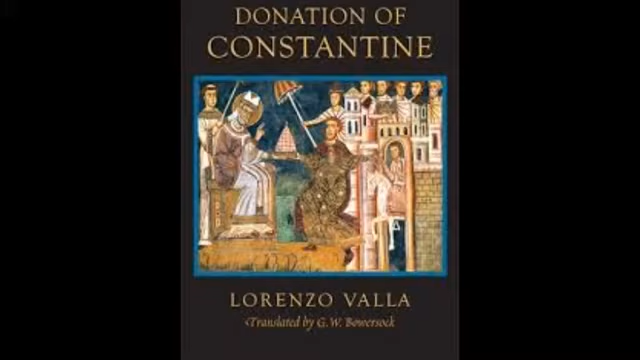 DONATION OF
CONSTANTINE
LORENZO VALLA
Translated by G. W. Bowersock